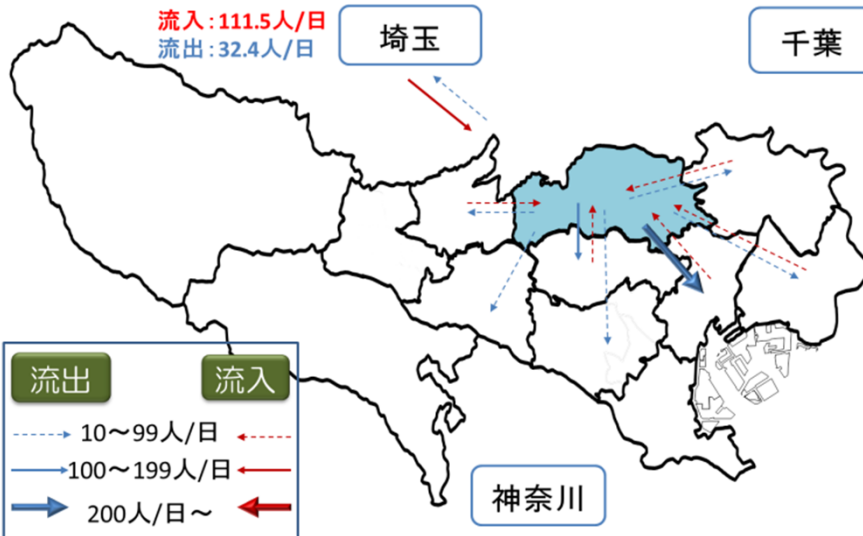 流入:111.5人/日
流出:32.4人/日
埼玉
千葉
流出
流入
10～99人/日
100～199人/日
200人/日～
神奈川